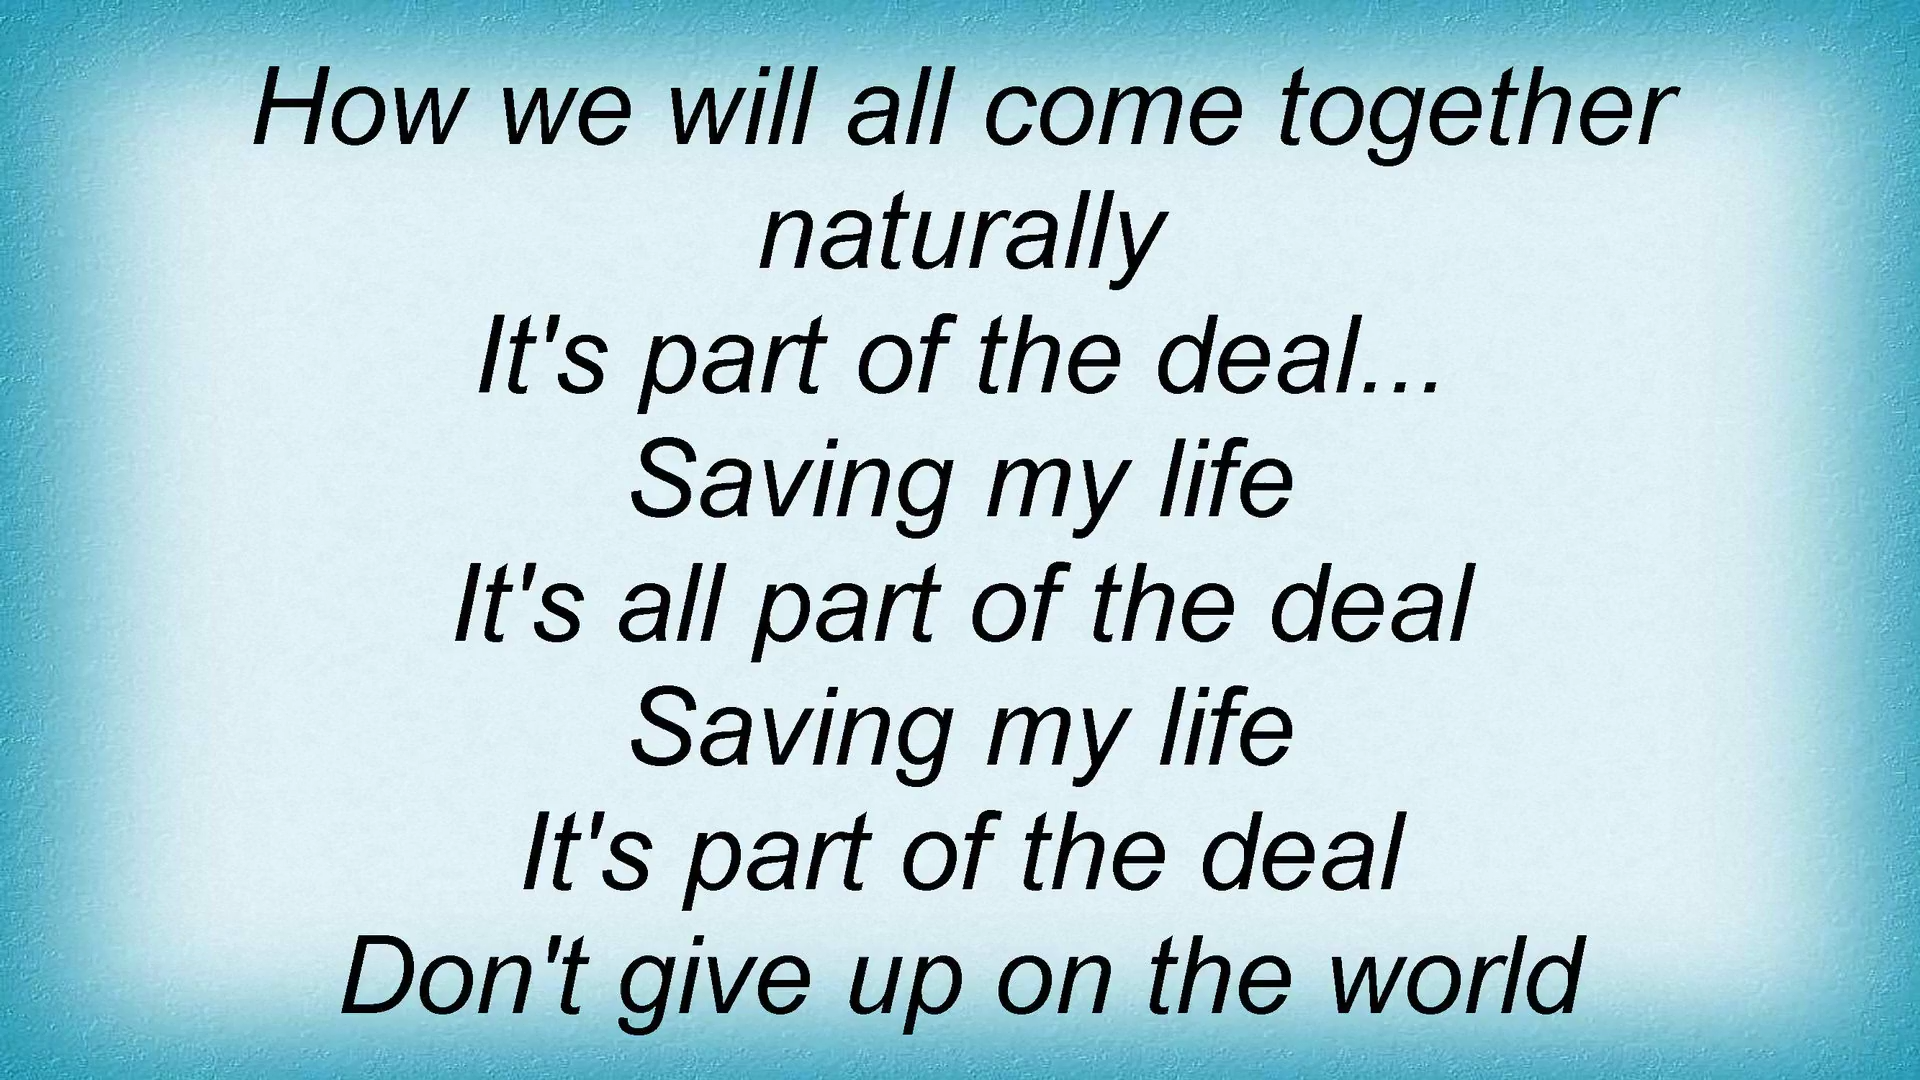 How we will all come together
naturally
It's part of the deal...
Saving my life
It's all part of the deal
Saving my life
It's part of the deal
Don't give up on the world